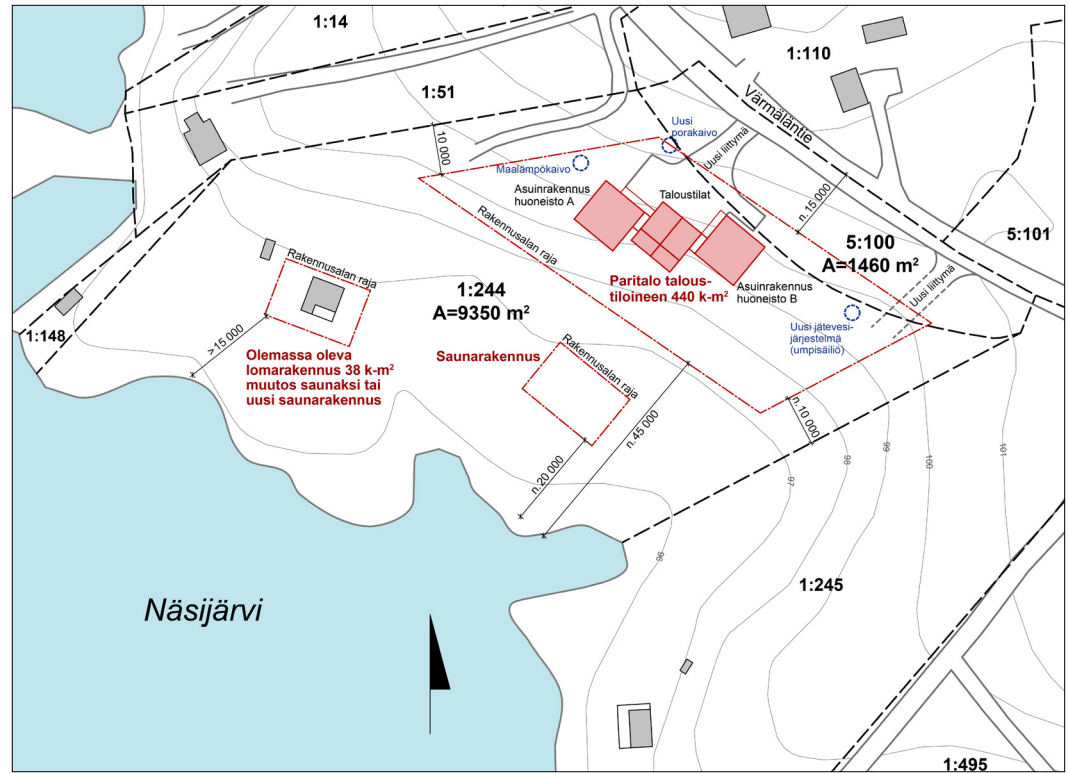 1:14
1:110
1:51
Värmäläntie
Uusi
porakaivo
Uusi liittymä
10 000
Maalämpökaivo
Asuinrakennus
huoneisto A
Taloustilat
n. 15 000
Rakennusalan raja
5:100
A=1460 m²
5:101
Rakennusalan raja
1:244
A=9350 m²
Paritalo talous-
tiloineen 440 k-m²
Asuinrakennus
huoneisto B
Uusi liittymä
1:148
> 15 000
Uusi jätevesi-
järjestelmä
(umpisäiliö)
Olemassa oleva
lomarakennus 38 k-m²
muutos saunaksi tai
uusi saunarakennus
Saunarakennus
Rakennusalan raja
n.10 000
n.45 000
n.20 000
96
97
98
99
100
101
1:245
Näsijärvi
1:495